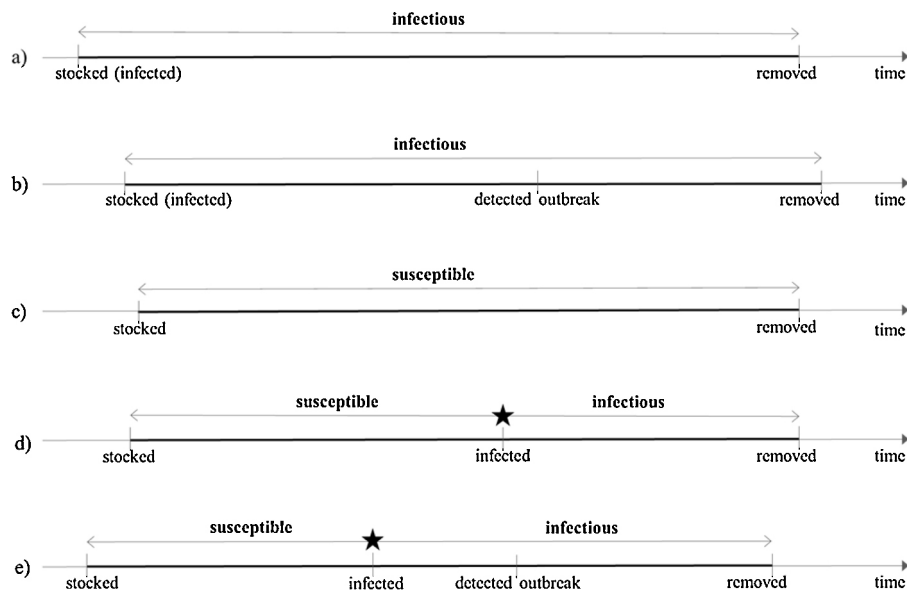 infectious
a)
stocked (infected) removed time
infectious
b)
stocked (infected) detected outbreak removed time
susceptible
c)
stocked removed time
susceptible infectious
d)
stocked infected removed time
susceptible infectious
e)
stocked infected detected outbreak removed time